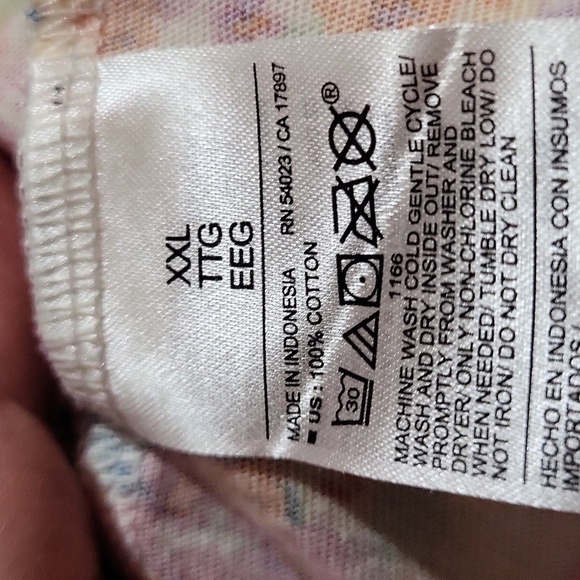 XXL
TTG
EEG
MADE IN INDONESIA RN 54023 / CA 17897
■ US : 100% COTTON
30
®
1166
MACHINE WASH COLD GENTLE CYCLE/
WASH AND DRY INSIDE OUT/ REMOVE
PROMPTLY FROM WASHER AND
DRYER/ ONLY NON-CHLORINE BLEACH
WHEN NEEDED/ TUMBLE DRY LOW/ DO
NOT IRON/ DO NOT DRY CLEAN
HECHO EN INDONESIA CON INSUMOS
IMPORTADOS/